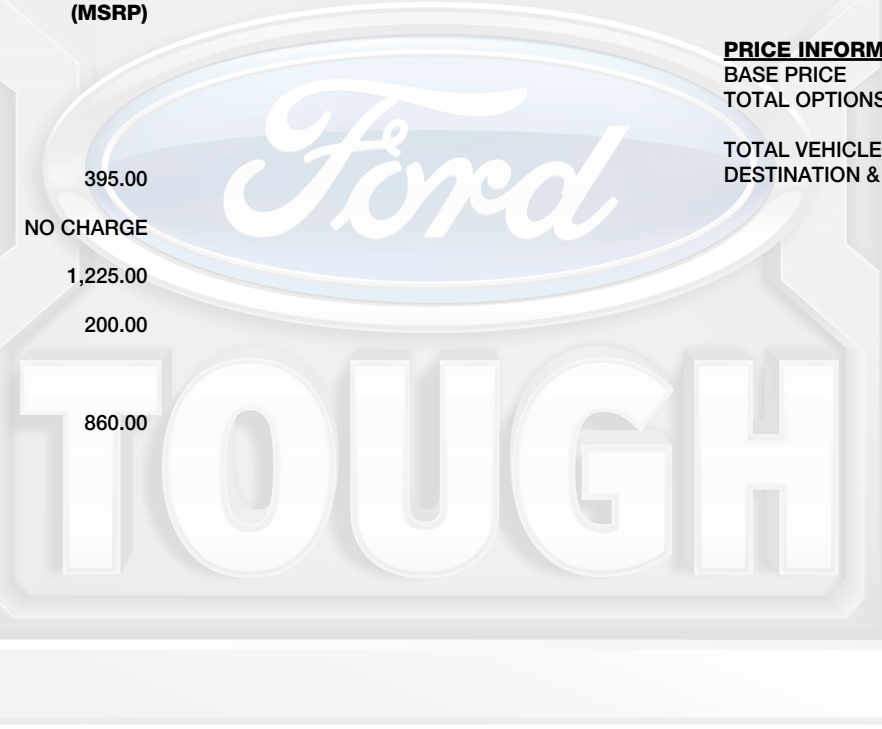 (MSRP)
395.00
NO CHARGE
1,225.00
200.00
860.00
PRICE INFORM
BASE PRICE
TOTAL OPTIONS
TOTAL VEHICLE
DESTINATION &
Ford
TOUGH